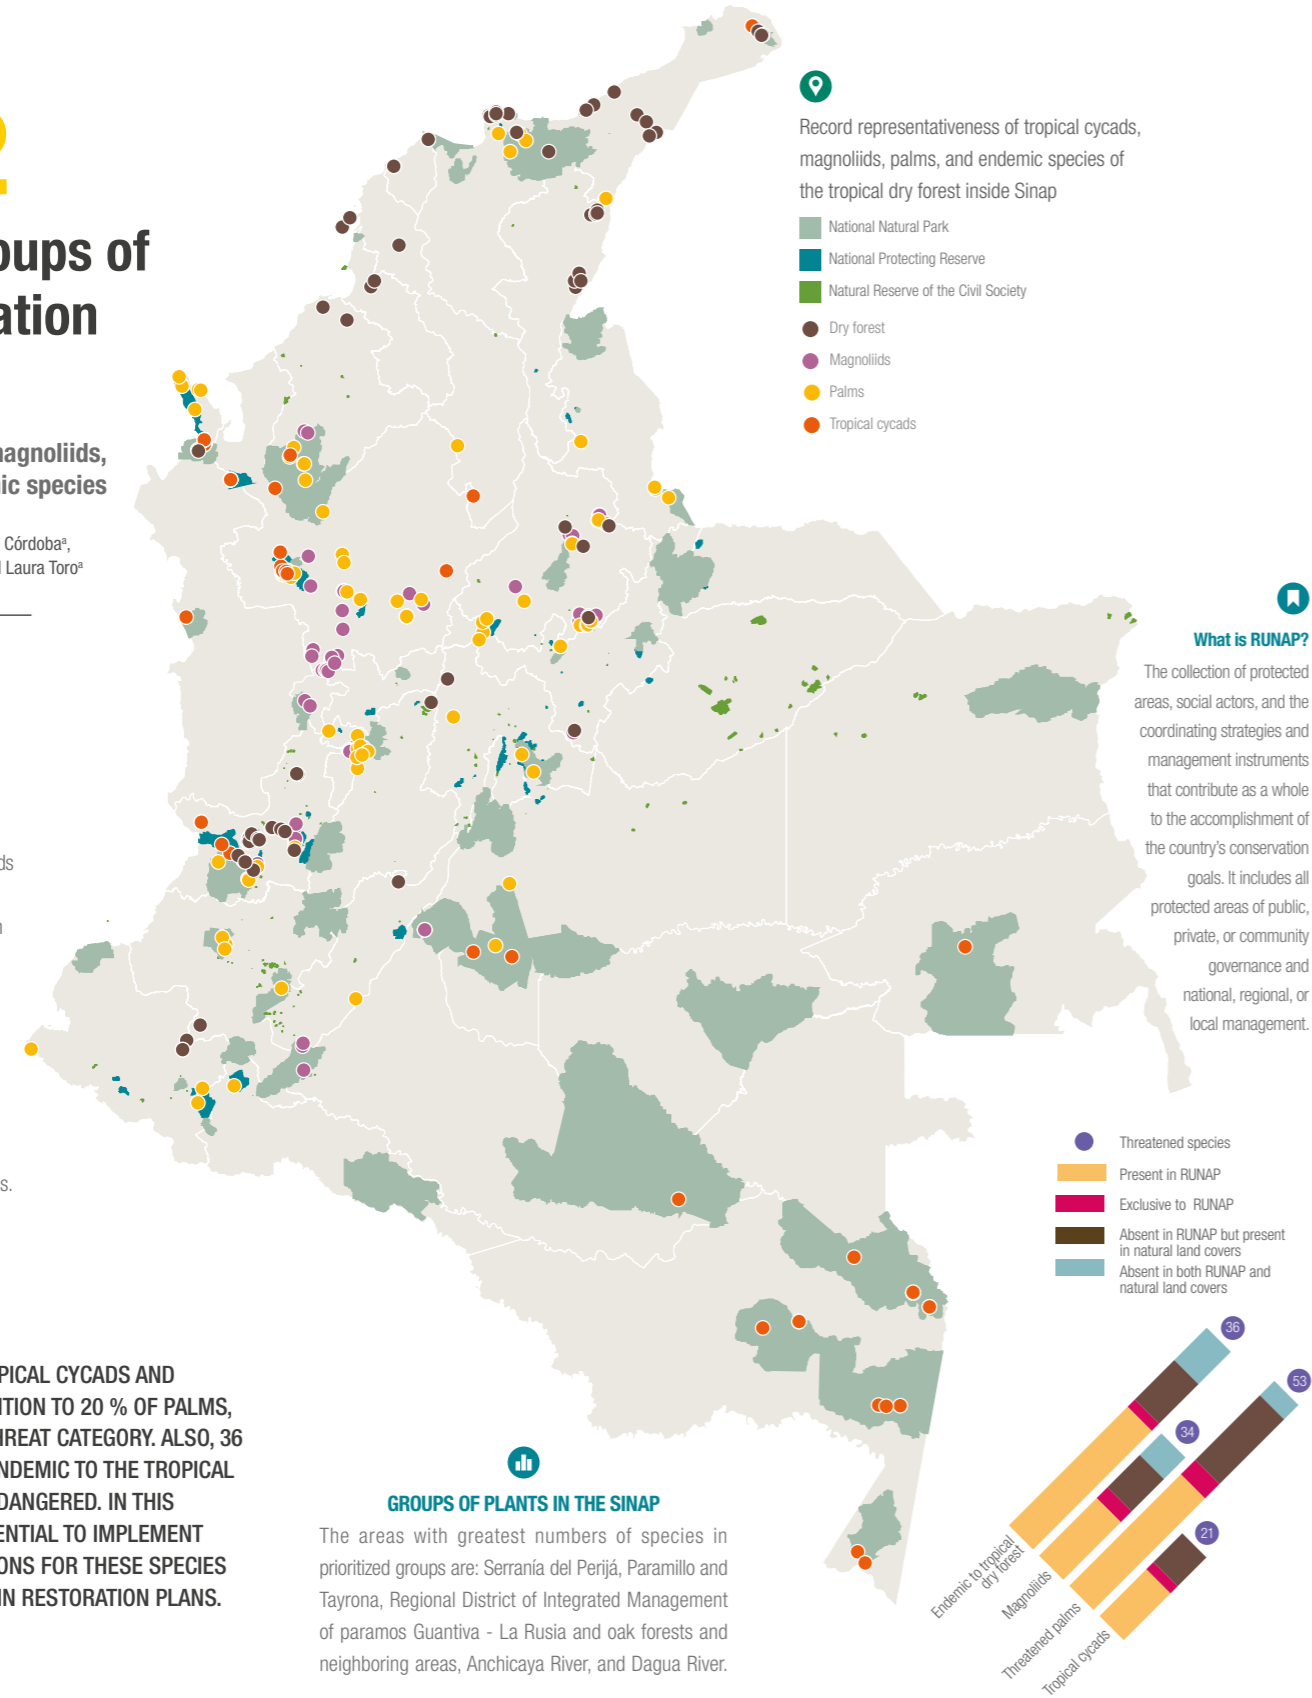 2
oups of
ation
nagnoliids,
ic species
Córdobaª,
l Laura Toroª
ds
n
s.
PICAL CYCADS AND
ITION TO 20 % OF PALMS,
HREAT CATEGORY. ALSO, 36
NDEMIC TO THE TROPICAL
DANGERED. IN THIS
ENTIAL TO IMPLEMENT
ONS FOR THESE SPECIES
IN RESTORATION PLANS.
Record representativeness of tropical cycads,
magnoliids, palms, and endemic species of
the tropical dry forest inside Sinap
National Natural Park
National Protecting Reserve
Natural Reserve of the Civil Society
Dry forest
Magnoliids
Palms
Tropical cycads
What is RUNAP?
The collection of protected
areas, social actors, and the
coordinating strategies and
management instruments
that contribute as a whole
to the accomplishment of
the country's conservation
goals. It includes all
protected areas of public,
private, or community
governance and
national, regional, or
local management.
Threatened species
Present in RUNAP
Exclusive to RUNAP
Absent in RUNAP but present
in natural land covers
Absent in both RUNAP and
natural land covers
36
53
34
21
Endemic to tropical
dry forest
Magnoliids
Threatened palms
Tropical cycads
GROUPS OF PLANTS IN THE SINAP
The areas with greatest numbers of species in
prioritized groups are: Serranía del Perijá, Paramillo and
Tayrona, Regional District of Integrated Management
of paramos Guantiva - La Rusia and oak forests and
neighboring areas, Anchicaya River, and Dagua River.